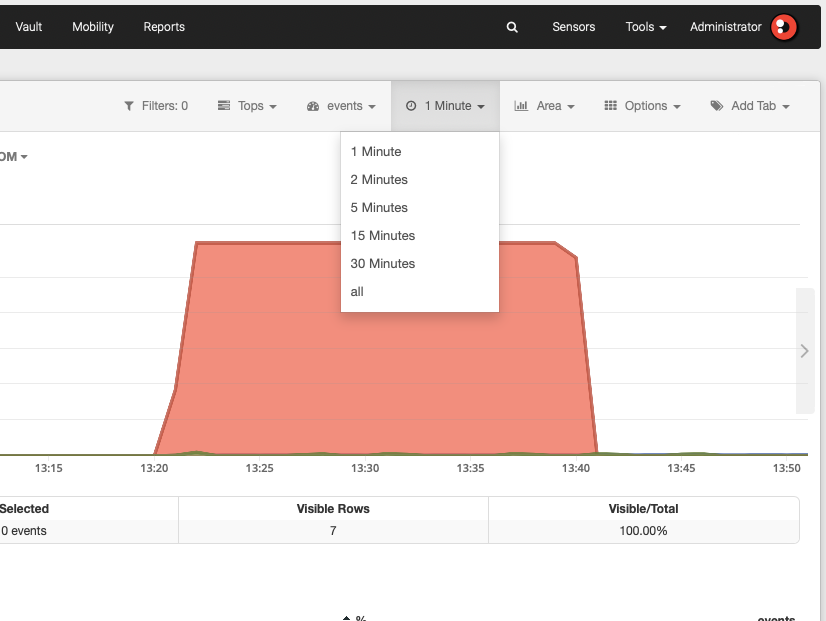 Vault Mobility Reports Sensors Tools Administrator
Filters: 0 Tops events 1 Minute Area Options Add Tab
OM
1 Minute
2 Minutes
5 Minutes
15 Minutes
30 Minutes
all
13:15 13:20 13:25 13:30 13:35 13:40 13:45 13:50
Selected Visible Rows Visible/Total
0 events 7 100.00%
% events